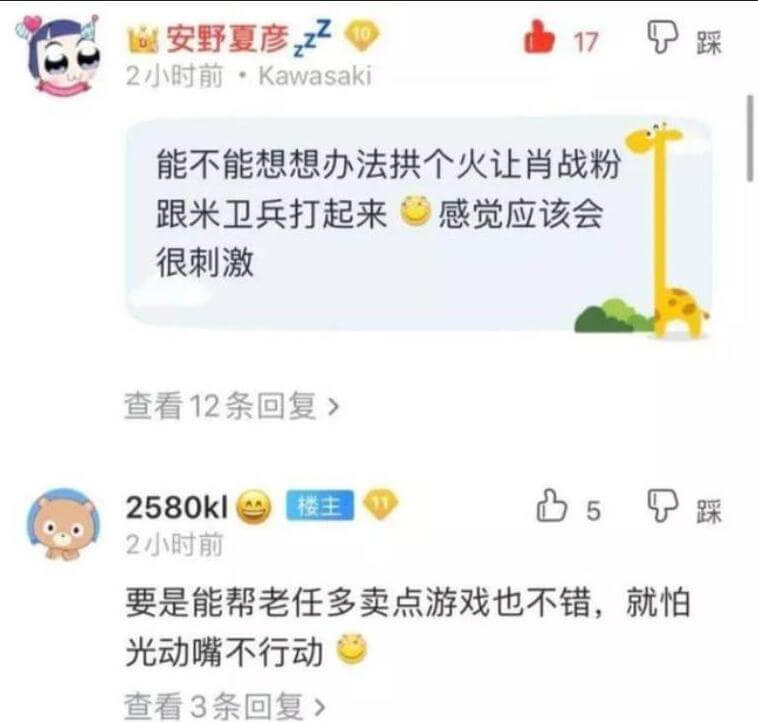 安野夏彦zzZ 10 17 踩
2小时前 · Kawasaki
能不能想想办法拱个火让肖战粉
跟米卫兵打起来 感觉应该会
很刺激
查看12条回复 >
2580kl 楼主 11 5 踩
2小时前
要是能帮老任多卖点游戏也不错，就怕
光动嘴不行动
查看3条回复 >